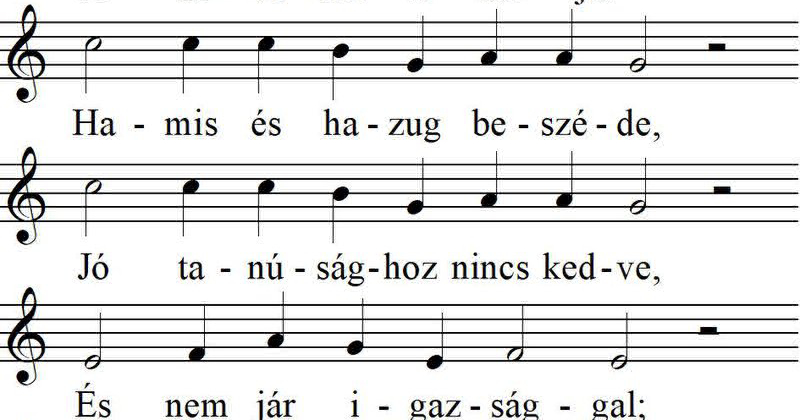 Ha - mis és ha - zug be - szé - de,
Jó ta - nú - ság - hoz nincs ked - ve,
És nem jár i - gaz - ság - gal;